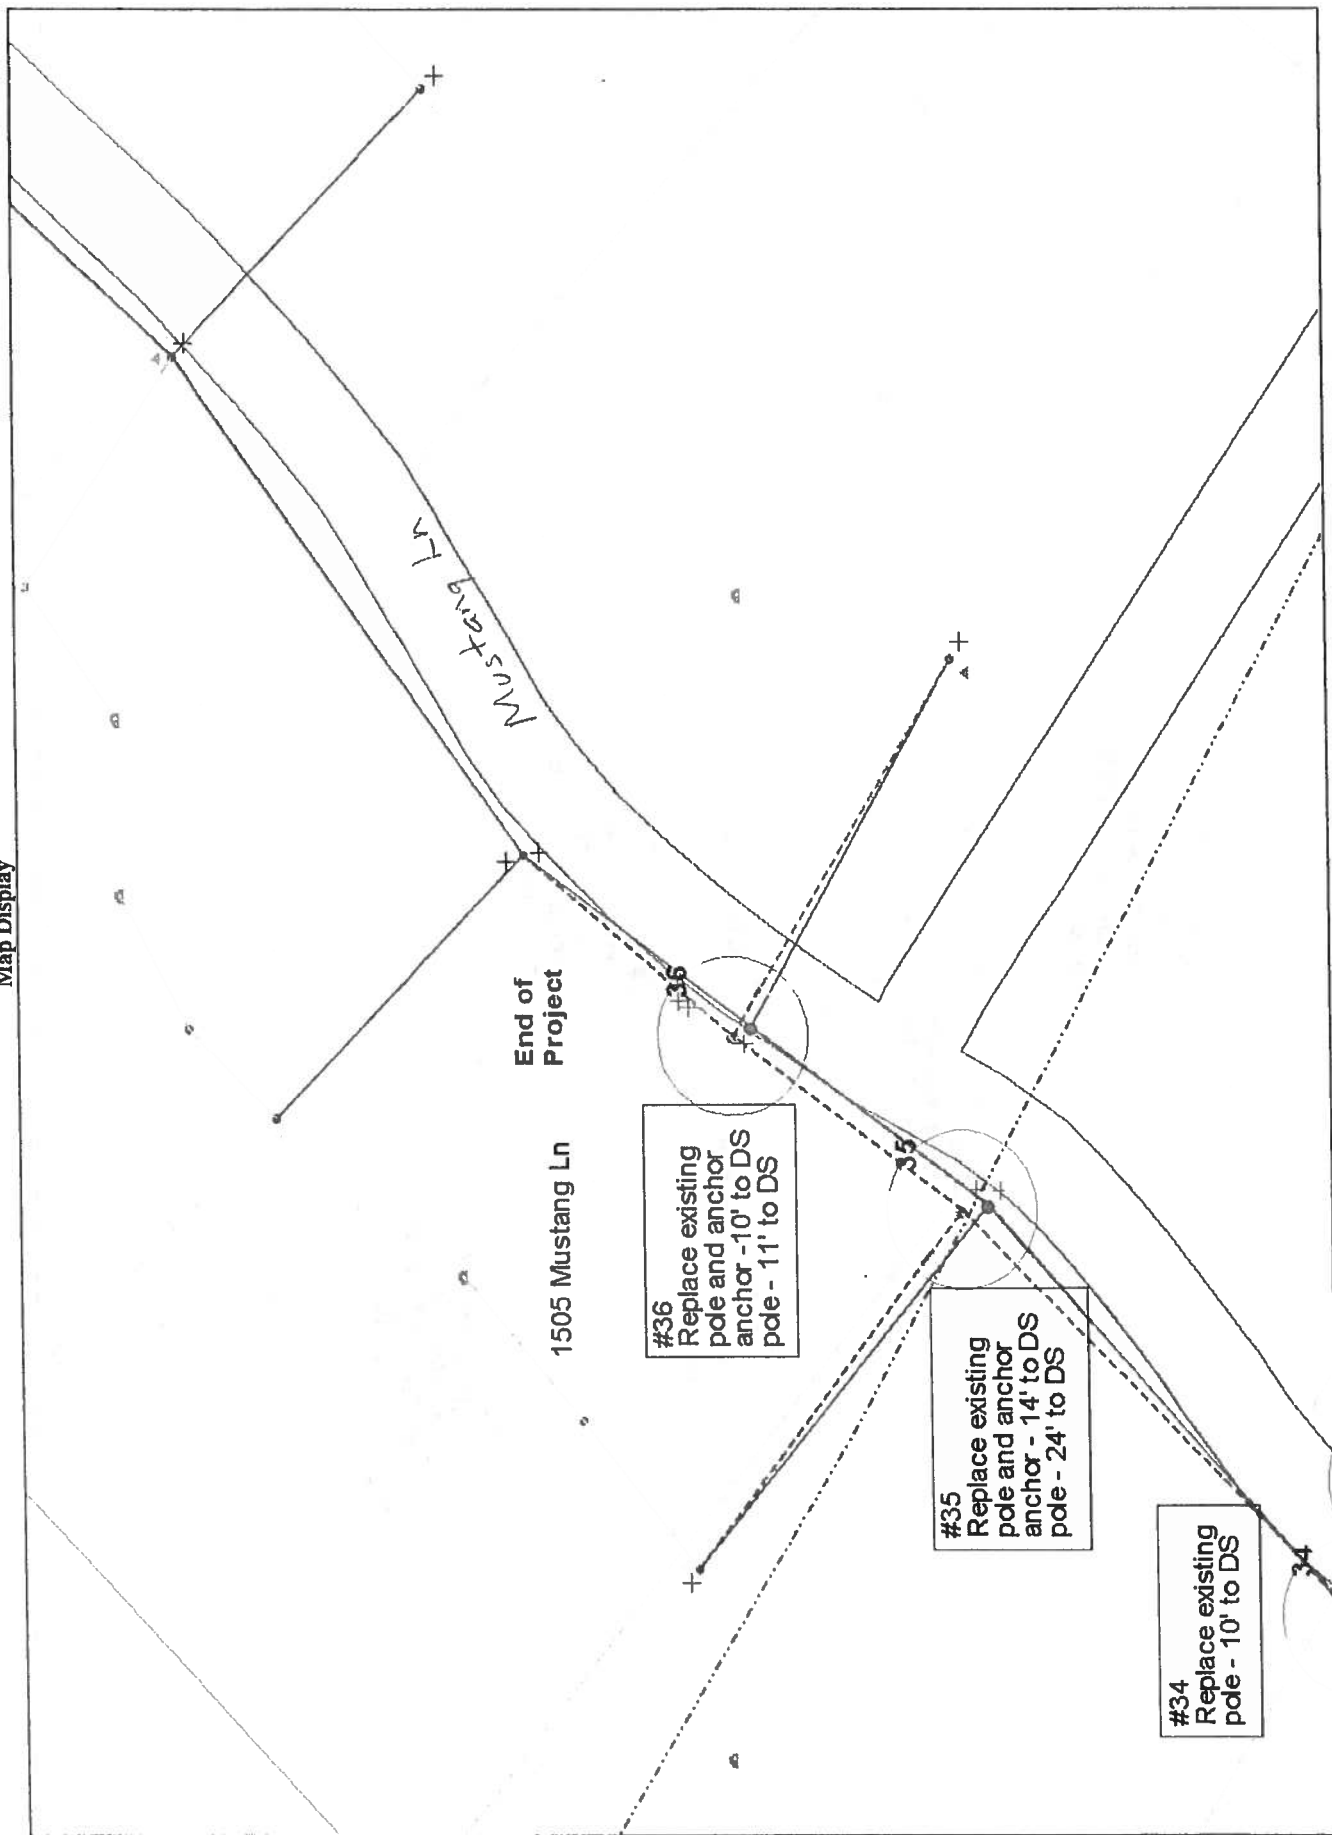 Map Display
Mustang Ln
End of
Project
36
1505 Mustang Ln
#36
Replace existing
pole and anchor
anchor -10' to DS
pole - 11' to DS
35
#35
Replace existing
pole and anchor
anchor - 14' to DS
pole - 24' to DS
34
#34
Replace existing
pole - 10' to DS